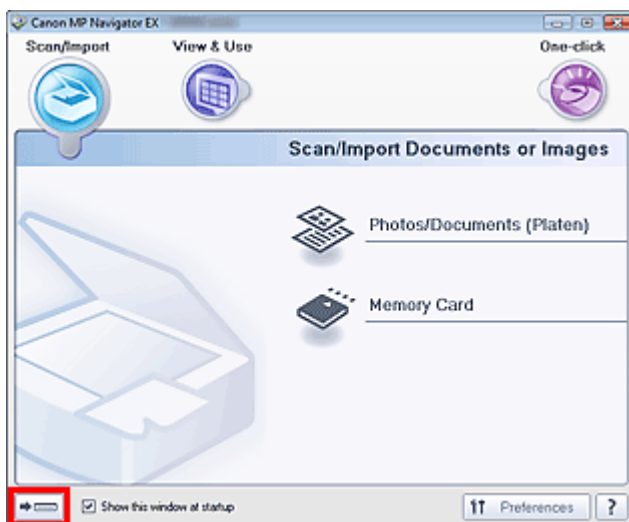 Canon MP Navigator EX
Scan/Import View & Use One-click
Scan/Import Documents or Images
Photos/Documents (Platen)
Memory Card
Show this window at startup Preferences ?